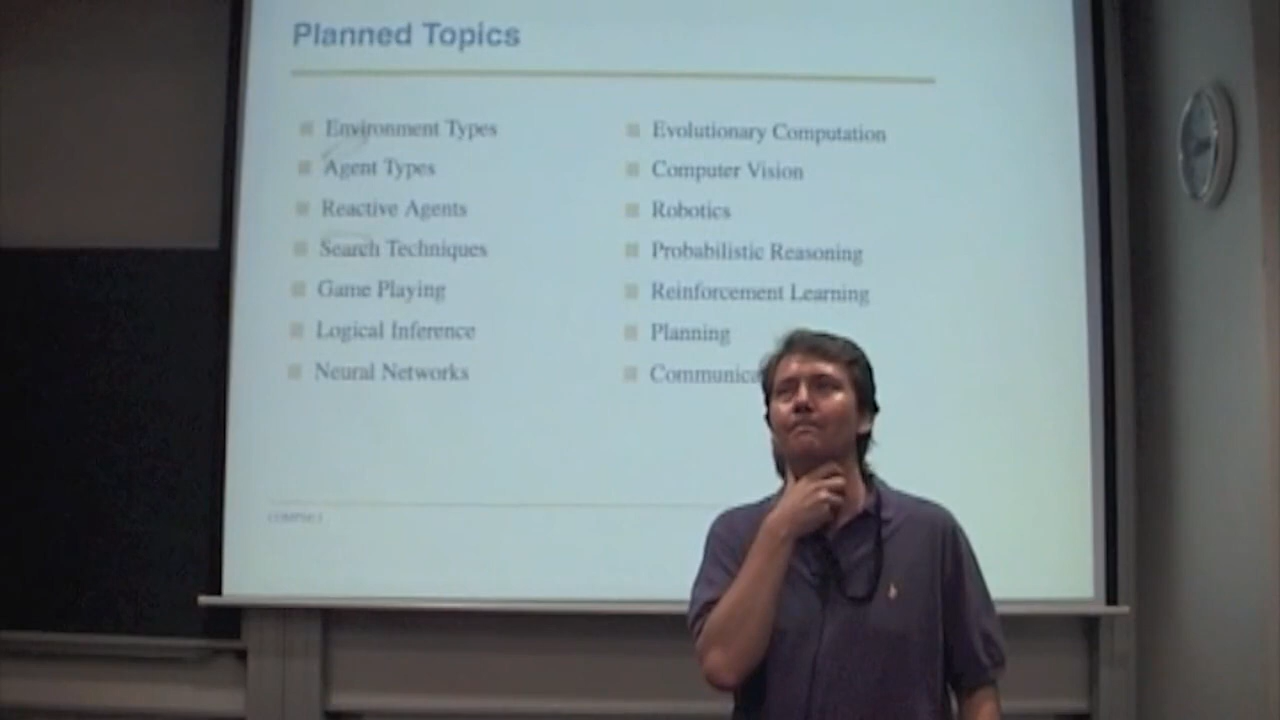 Planned Topics
Environment Types
Agent Types
Reactive Agents
Search Techniques
Game Playing
Logical Inference
Neural Networks
Evolutionary Computation
Computer Vision
Robotics
Probabilistic Reasoning
Reinforcement Learning
Planning
Communica